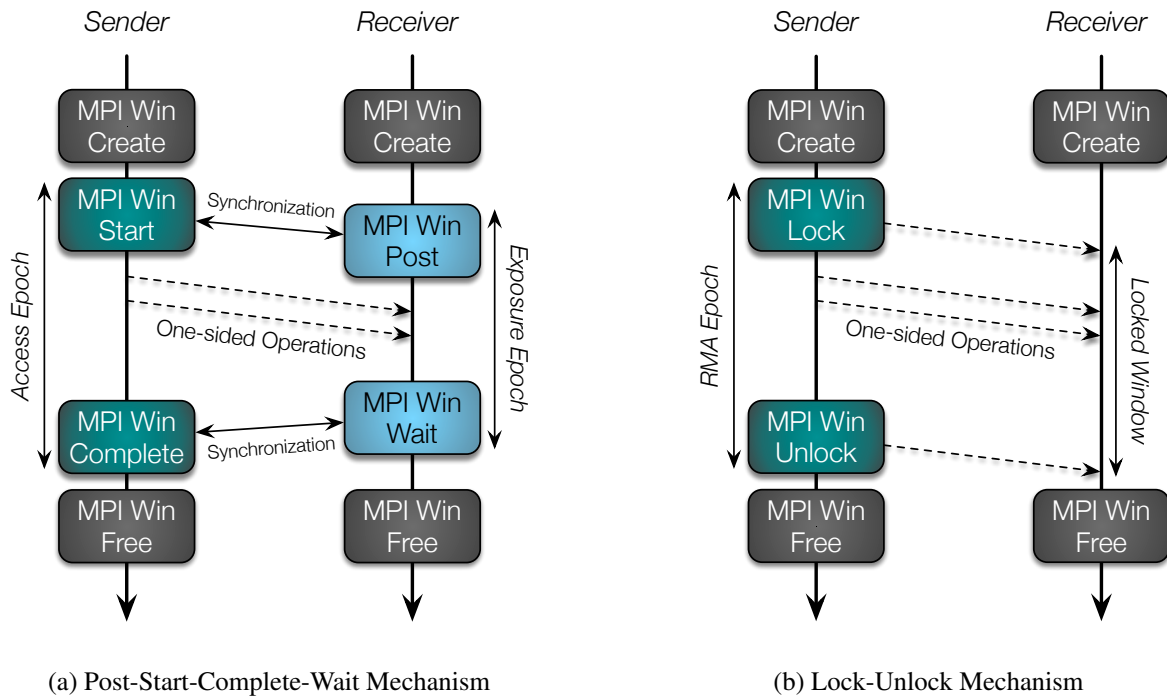 Sender
Receiver
MPI Win
Create
MPI Win
Create
MPI Win
Start
Synchronization
MPI Win
Post
Access Epoch
Exposure Epoch
One-sided Operations
MPI Win
Complete
Synchronization
MPI Win
Wait
MPI Win
Free
MPI Win
Free
(a) Post-Start-Complete-Wait Mechanism
Sender
Receiver
MPI Win
Create
MPI Win
Create
MPI Win
Lock
RMA Epoch
Locked Window
One-sided Operations
MPI Win
Unlock
MPI Win
Free
MPI Win
Free
(b) Lock-Unlock Mechanism